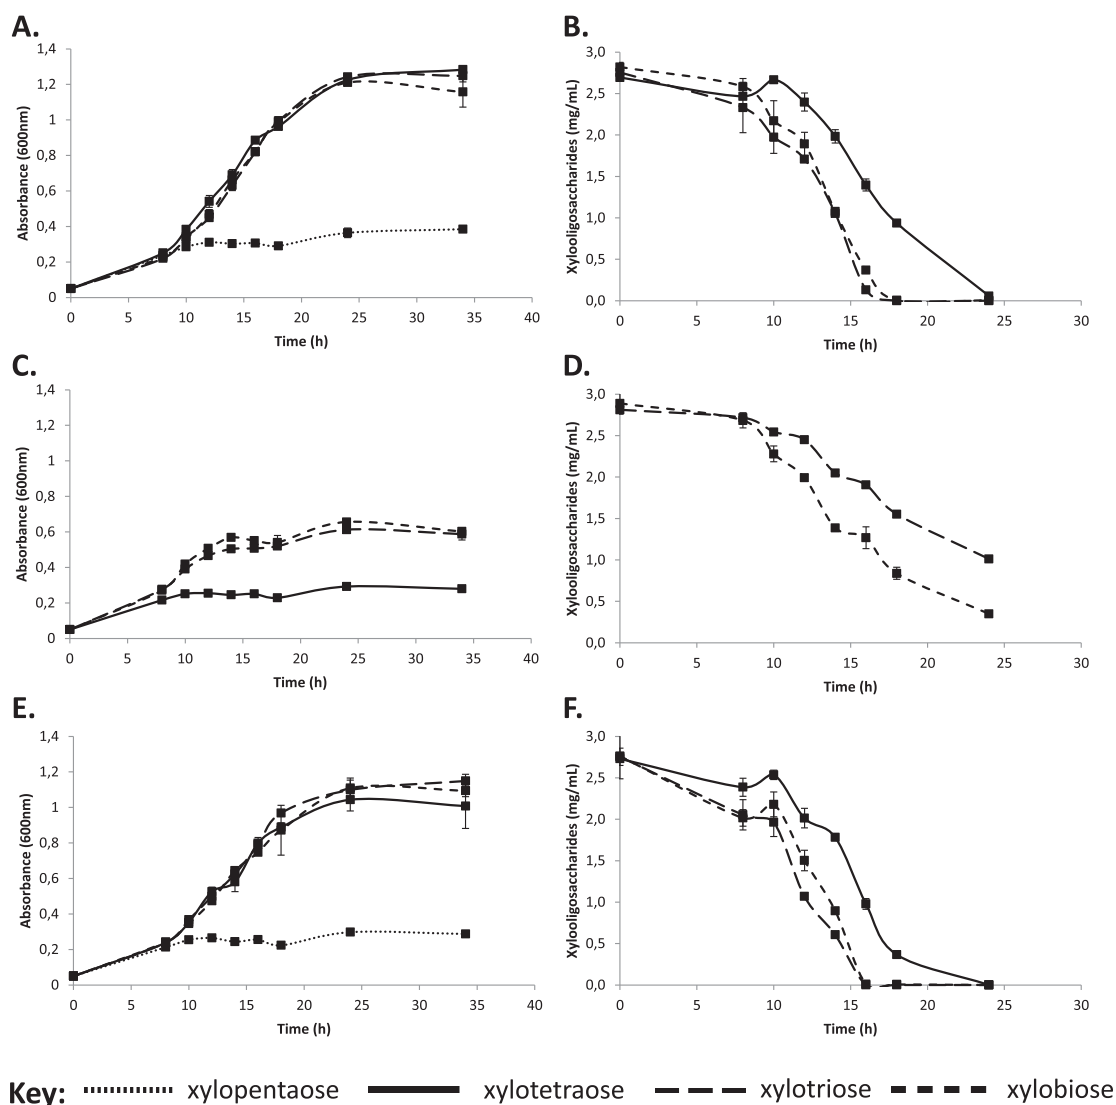 A.
1,4
1,2
1
0,8
0,6
0,4
0,2
0
Absorbance (600nm)
0 5 10 15 20 25 30 35 40
Time (h)
B.
3,0
2,5
2,0
1,5
1,0
0,5
0,0
Xylooligosaccharides (mg/mL)
0 5 10 15 20 25 30
Time (h)
C.
1,4
1,2
1
0,8
0,6
0,4
0,2
0
Absorbance (600nm)
0 5 10 15 20 25 30 35 40
Time (h)
D.
3,0
2,5
2,0
1,5
1,0
0,5
0,0
Xylooligosaccharides (mg/mL)
0 5 10 15 20 25 30
Time (h)
E.
1,4
1,2
1
0,8
0,6
0,4
0,2
0
Absorbance (600nm)
0 5 10 15 20 25 30 35 40
Time (h)
F.
3,0
2,5
2,0
1,5
1,0
0,5
0,0
Xylooligosaccharides (mg/mL)
0 5 10 15 20 25 30
Time (h)
Key: xylopentaose xylotetraose xylotriose xylobiose